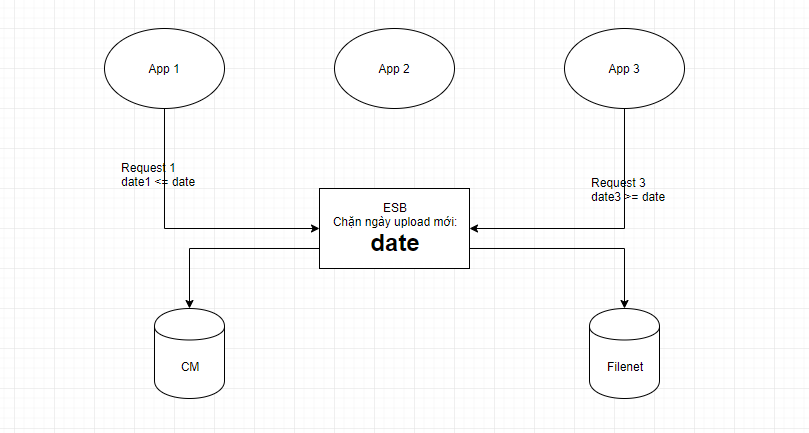 App 1
App 2
App 3
Request 1
date1 <= date
Request 3
date3 >= date
ESB
Chặn ngày upload mới:
date
CM
Filenet